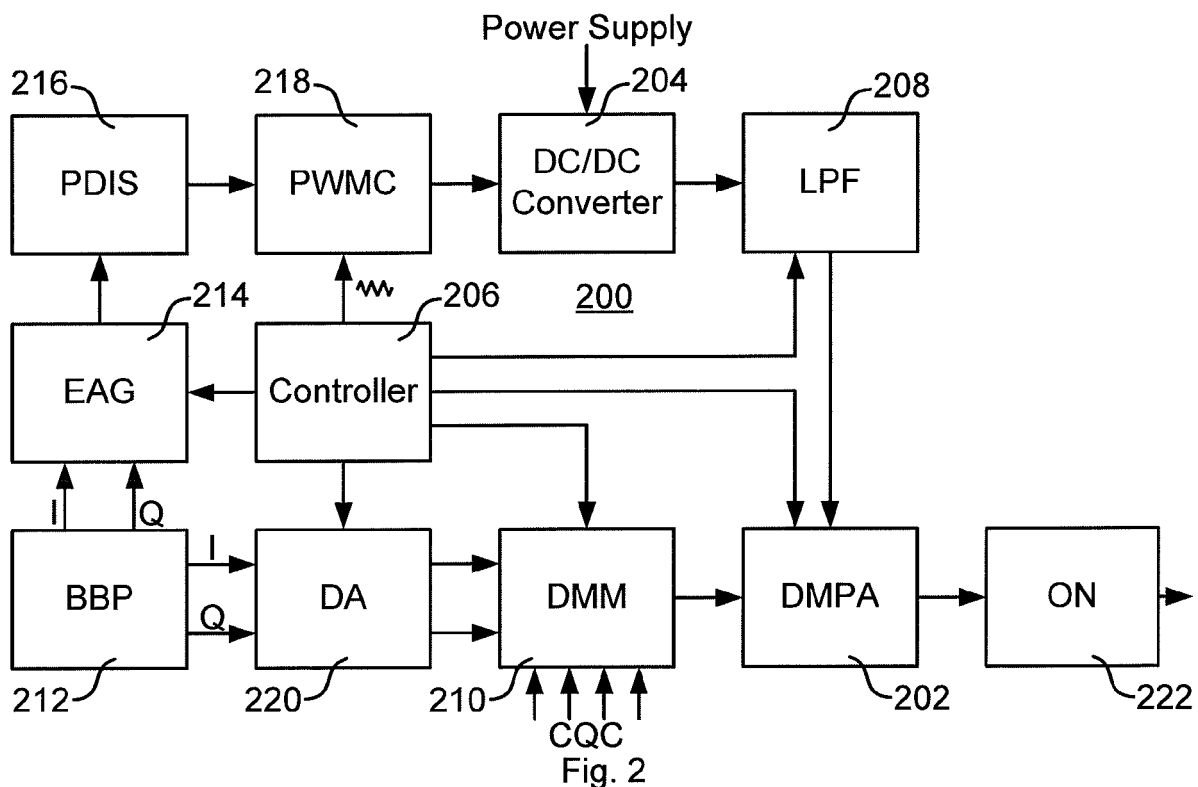 Power Supply
216
218
204
208
PDIS
PWMC
DC/DC
Converter
LPF
214
206
200
EAG
Controller
I
Q
I
Q
BBP
DA
DMM
DMPA
ON
212
220
210
202
222
CQC
Fig. 2